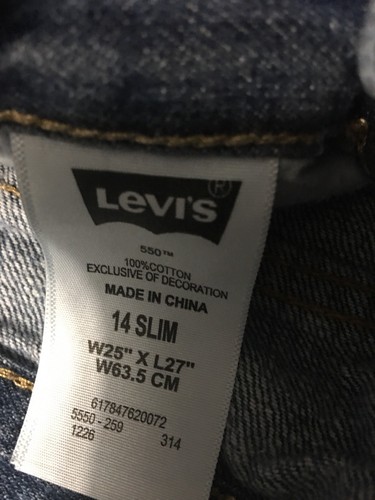 LEVI'S ®
550™
100%COTTON
EXCLUSIVE OF DECORATION
MADE IN CHINA
14 SLIM
W25" X L27"
W63.5 CM
617847620072
5550-259
1226 314